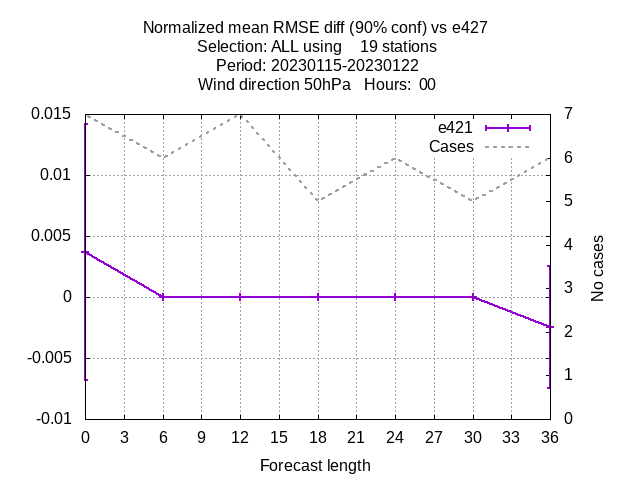 Normalized mean RMSE diff (90% conf) vs e427
Selection: ALL using    19 stations
Period: 20230115-20230122
Wind direction 50hPa   Hours:  00
0.015
0.01
0.005
0
-0.005
-0.01
7
6
5
4
3
2
1
0
e421
Cases
No cases
0 3 6 9 12 15 18 21 24 27 30 33 36
Forecast length